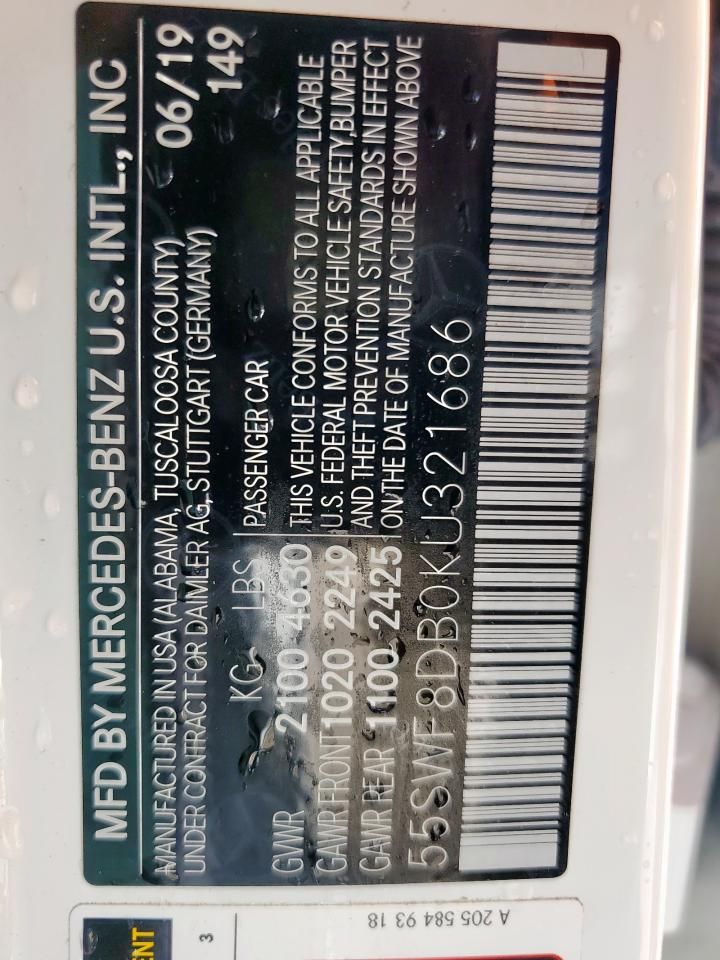 MFD BY MERCEDES-BENZ U.S. INTL., INC
MANUFACTURED IN USA (ALABAMA, TUSCALOOSA COUNTY) 06/19
UNDER CONTRACT FOR DAIMLER AG, STUTTGART (GERMANY) 149
KG LBS PASSENGER CAR
GVWR 2100 4630 THIS VEHICLE CONFORMS TO ALL APPLICABLE
GAWR FRONT 1020 2249 U.S. FEDERAL MOTOR VEHICLE SAFETY,BUMPER
GAWR REAR 1100 2425 AND THEFT PREVENTION STANDARDS IN EFFECT
ON THE DATE OF MANUFACTURE SHOWN ABOVE
55SWF8DB0KU321686
ENT
3
A 205 584 93 18